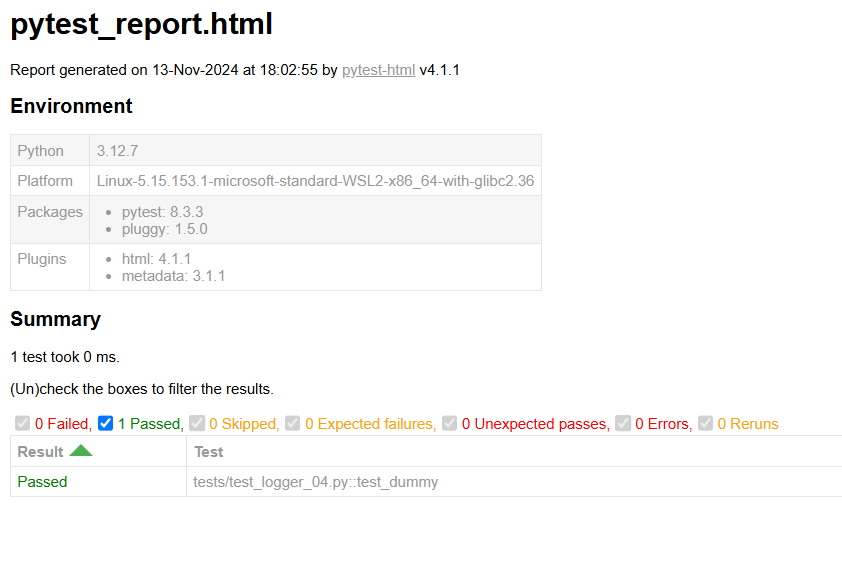 pytest_report.html
Report generated on 13-Nov-2024 at 18:02:55 by pytest-html v4.1.1
Environment
Python 3.12.7
Platform Linux-5.15.153.1-microsoft-standard-WSL2-x86_64-with-glibc2.36
Packages • pytest: 8.3.3
• pluggy: 1.5.0
Plugins • html: 4.1.1
• metadata: 3.1.1
Summary
1 test took 0 ms.
(Un)check the boxes to filter the results.
0 Failed, 1 Passed, 0 Skipped, 0 Expected failures, 0 Unexpected passes, 0 Errors, 0 Reruns
Result Test
Passed tests/test_logger_04.py::test_dummy